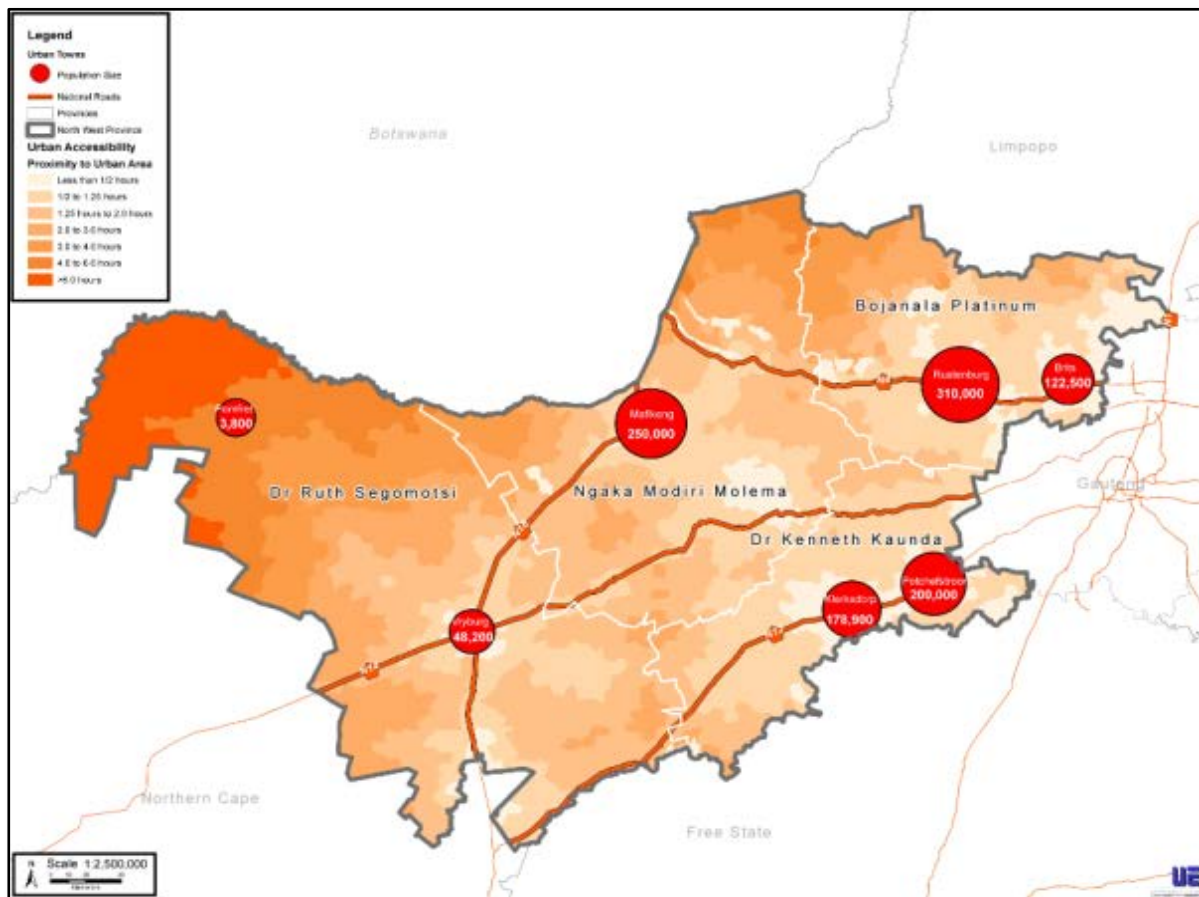 Legend
Urban Towns
Population Size
National Roads
Provinces
North West Province
Urban Accessibility
Proximity to Urban Area
Less than 1/2 hours
1/2 to 1.25 hours
1.25 hours to 2.0 hours
2.0 to 3.0 hours
3.0 to 4.0 hours
4.0 to 6.0 hours
>6.0 hours
Botswana
Limpopo
Bojanala Platinum
Rustenburg
310,000
Brits
122,500
Mafikeng
250,000
3,800
Dr Ruth Segomotsi
Ngaka Modiri Molema
Gauteng
Dr Kenneth Kaunda
Potchefstroom
200,000
Klerksdorp
178,900
Vryburg
48,200
Northern Cape
Free State
N
Scale 1:2,500,000